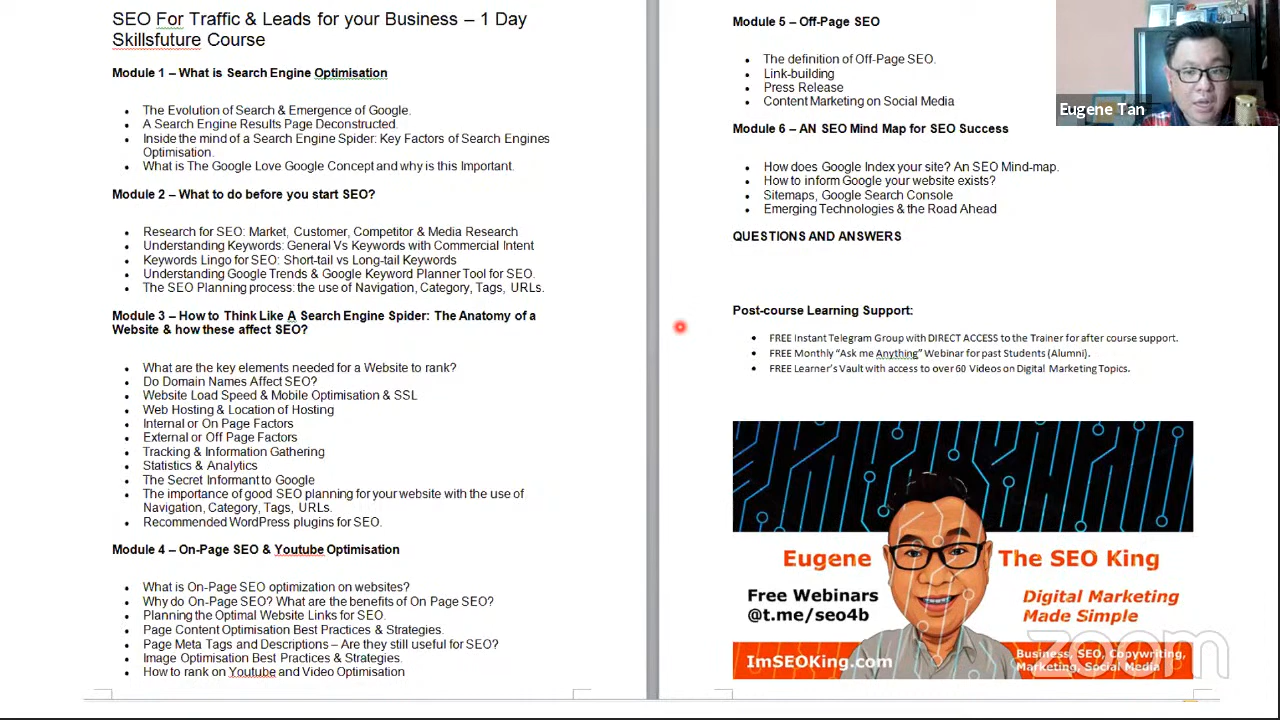 SEO For Traffic & Leads for your Business – 1 Day
Skillsfuture Course
Module 1 – What is Search Engine Optimisation
The Evolution of Search & Emergence of Google.
A Search Engine Results Page Deconstructed.
Inside the mind of a Search Engine Spider: Key Factors of Search Engines
Optimisation.
What is The Google Love Google Concept and why is this Important.
Module 2 – What to do before you start SEO?
Research for SEO: Market, Customer, Competitor & Media Research
Understanding Keywords: General Vs Keywords with Commercial Intent
Keywords Lingo for SEO: Short-tail vs Long-tail Keywords
Understanding Google Trends & Google Keyword Planner Tool for SEO.
The SEO Planning process: the use of Navigation, Category, Tags, URLs.
Module 3 – How to Think Like A Search Engine Spider: The Anatomy of a
Website & how these affect SEO?
What are the key elements needed for a Website to rank?
Do Domain Names Affect SEO?
Website Load Speed & Mobile Optimisation & SSL
Web Hosting & Location of Hosting
Internal or On Page Factors
External or Off Page Factors
Tracking & Information Gathering
Statistics & Analytics
The Secret Informant to Google
The importance of good SEO planning for your website with the use of
Navigation, Category, Tags, URLs.
Recommended WordPress plugins for SEO.
Module 4 – On-Page SEO & Youtube Optimisation
What is On-Page SEO optimization on websites?
Why do On-Page SEO? What are the benefits of On Page SEO?
Planning the Optimal Website Links for SEO.
Page Content Optimisation Best Practices & Strategies.
Page Meta Tags and Descriptions – Are they still useful for SEO?
Image Optimisation Best Practices & Strategies.
How to rank on Youtube and Video Optimisation
Module 5 – Off-Page SEO
The definition of Off-Page SEO.
Link-building
Press Release
Content Marketing on Social Media
Module 6 – AN SEO Mind Map for SEO Success
How does Google Index your site? An SEO Mind-map.
How to inform Google your website exists?
Sitemaps, Google Search Console
Emerging Technologies & the Road Ahead
QUESTIONS AND ANSWERS
Post-course Learning Support:
FREE Instant Telegram Group with DIRECT ACCESS to the Trainer for after course support.
FREE Monthly “Ask me Anything” Webinar for past Students (Alumni).
FREE Learner’s Vault with access to over 60 Videos on Digital Marketing Topics.
Eugene The SEO King
Free Webinars
@t.me/seo4b
Digital Marketing
Made Simple
ImSEOKing.com
Business, SEO, Copywriting,
Marketing, Social Media
zoom
Eugene Tan